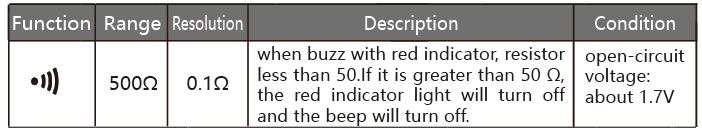 Function Range Resolution Description Condition
500Ω 0.1Ω
when buzz with red indicator, resistor
less than 50.If it is greater than 50 Ω,
the red indicator light will turn off
and the beep will turn off.
open-circuit
voltage:
about 1.7V